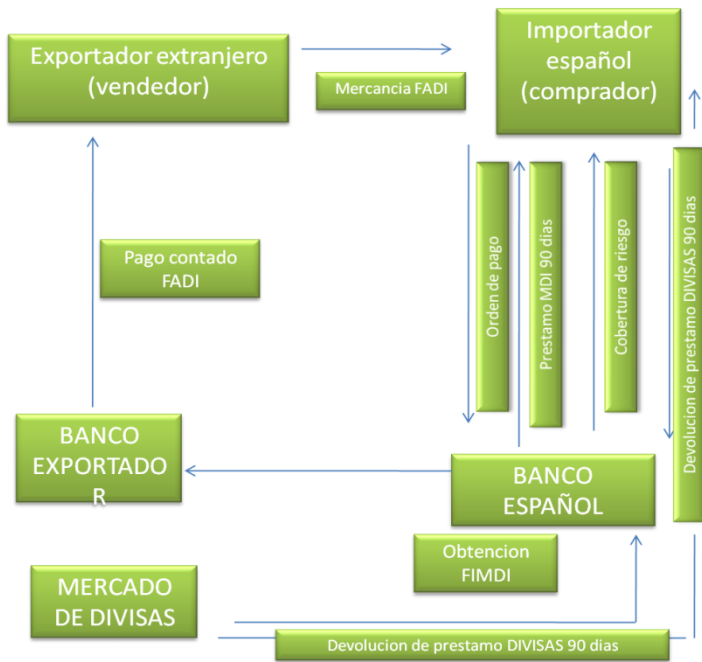 Exportador extranjero
(vendedor)
Mercancia FADI
Importador
español
(comprador)
Pago contado
FADI
Orden de pago
Prestamo MDI 90 dias
Cobertura de riesgo
Devolucion de prestamo DIVISAS 90 dias
BANCO
EXPORTADO
R
BANCO
ESPAÑOL
Obtencion
FIMDI
MERCADO
DE DIVISAS
Devolucion de prestamo DIVISAS 90 dias